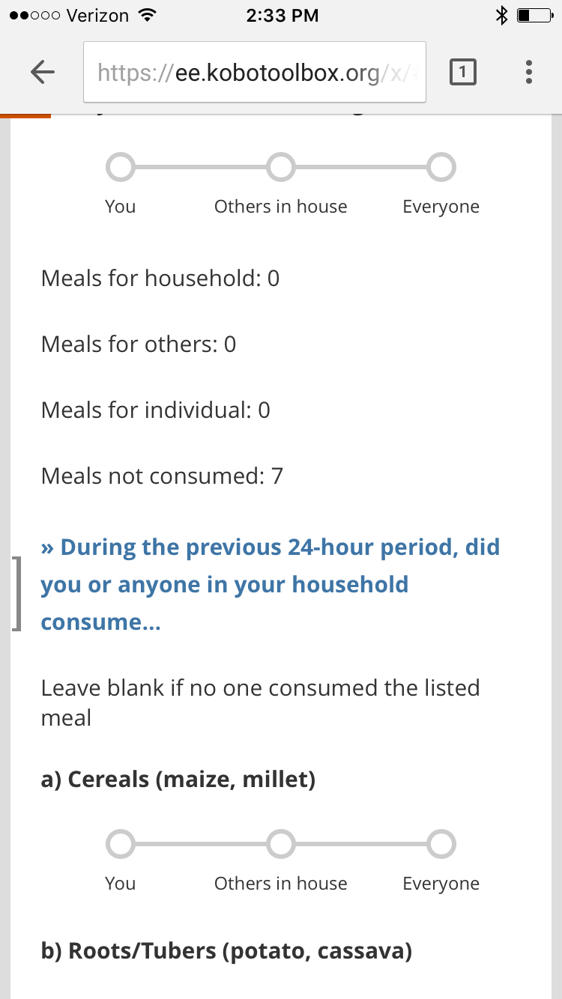 Verizon 2:33 PM
https://ee.kobotoolbox.org/x/
1
You Others in house Everyone
Meals for household: 0
Meals for others: 0
Meals for individual: 0
Meals not consumed: 7
» During the previous 24-hour period, did
you or anyone in your household
consume...
Leave blank if no one consumed the listed
meal
a) Cereals (maize, millet)
You Others in house Everyone
b) Roots/Tubers (potato, cassava)